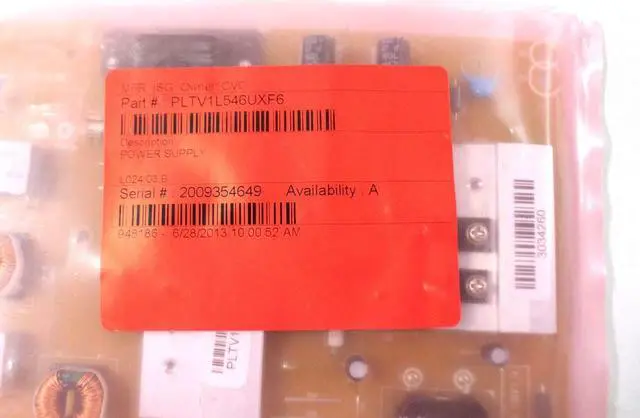 MFR ISG Owner CVC
Part # : PLTV1L546UXF6
Description
POWER SUPPLY
L024 03 B
Serial # : 2009354649 Availability : A
948186 - 6/28/2013 10:00:52 AM
3034260
PLTV1